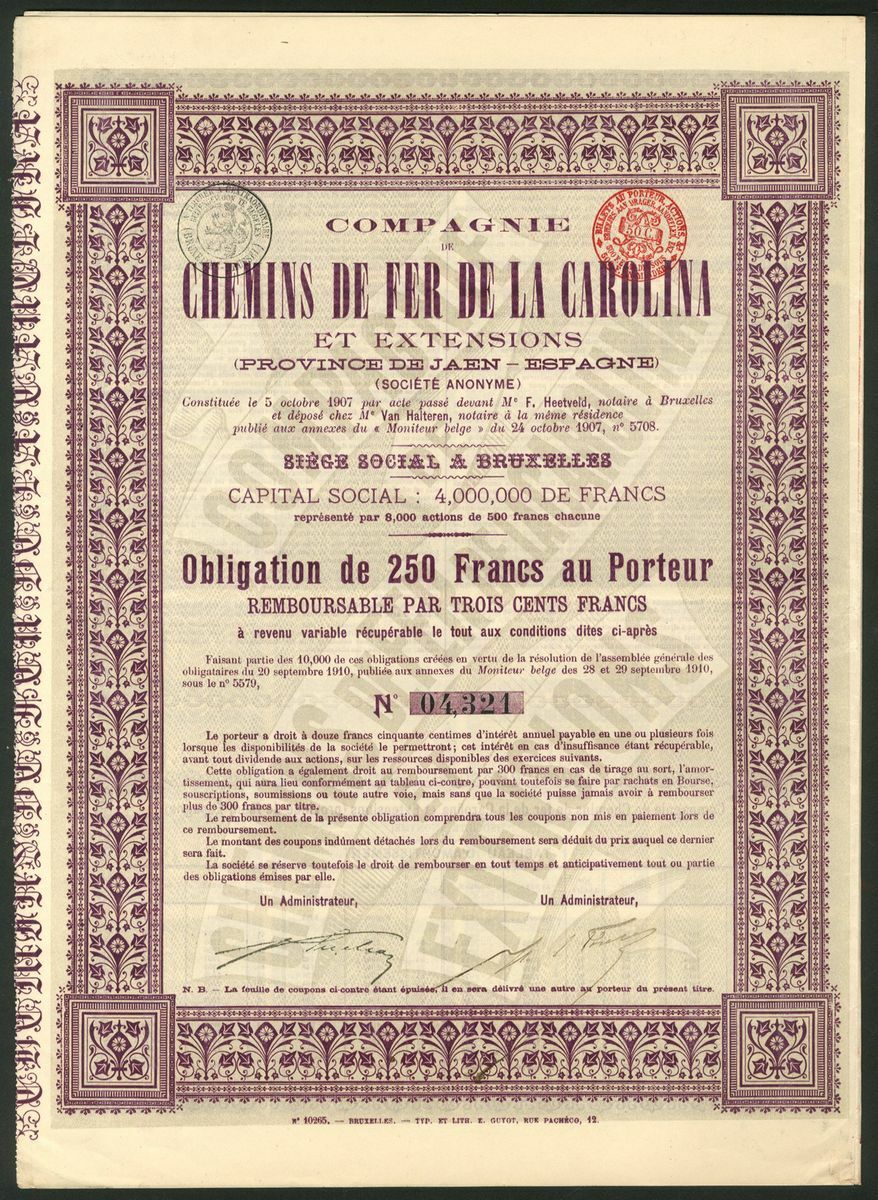 COMPAGNIE
DE
CHEMINS DE FER DE LA CAROLINA
ET EXTENSIONS
(PROVINCE DE JAEN – ESPAGNE)
(SOCIÉTÉ ANONYME)
Constituée le 5 octobre 1907 par acte passé devant Me F. Heetveld, notaire à Bruxelles
et déposé chez Me Van Halteren, notaire à la même résidence
publié aux annexes du « Moniteur belge » du 24 octobre 1907, no 5708.
SIÈGE SOCIAL A BRUXELLES
CAPITAL SOCIAL : 4,000,000 DE FRANCS
représenté par 8,000 actions de 500 francs chacune
Obligation de 250 Francs au Porteur
REMBOURSABLE PAR TROIS CENTS FRANCS
à revenu variable récupérable le tout aux conditions dites ci-après
Faisant partie des 10,000 de ces obligations créées en vertu de la résolution de l'assemblée générale des
obligataires du 20 septembre 1910, publiée aux annexes du Moniteur belge des 28 et 29 septembre 1910,
sous le no 5579,
No 04,321
Le porteur a droit à douze francs cinquante centimes d'intérêt annuel payable en une ou plusieurs fois
lorsque les disponibilités de la société le permettront ; cet intérêt en cas d'insuffisance étant récupérable,
avant tout dividende aux actions, sur les ressources disponibles des exercices suivants.
Cette obligation a également droit au remboursement par 300 francs en cas de tirage au sort, l'amor-
tissement, qui aura lieu conformément au tableau ci-contre, pouvant toutefois se faire par rachats en Bourse,
souscriptions, soumissions ou toute autre voie, mais sans que la société puisse jamais avoir à rembourser
plus de 300 francs par titre.
Le remboursement de la présente obligation comprendra tous les coupons non mis en paiement lors de
ce remboursement.
Le montant des coupons indûment détachés lors du remboursement sera déduit du prix auquel ce dernier
sera fait.
La société se réserve toutefois le droit de rembourser en tout temps et anticipativement tout ou partie
des obligations émises par elle.
Un Administrateur, Un Administrateur,
N. B. – La feuille de coupons ci-contre étant épuisée, il en sera délivré une autre au porteur du présent titre.
No 10265. — BRUXELLES. — TYP. ET LITH. E. GUYOT, RUE PACHÉCO, 12.